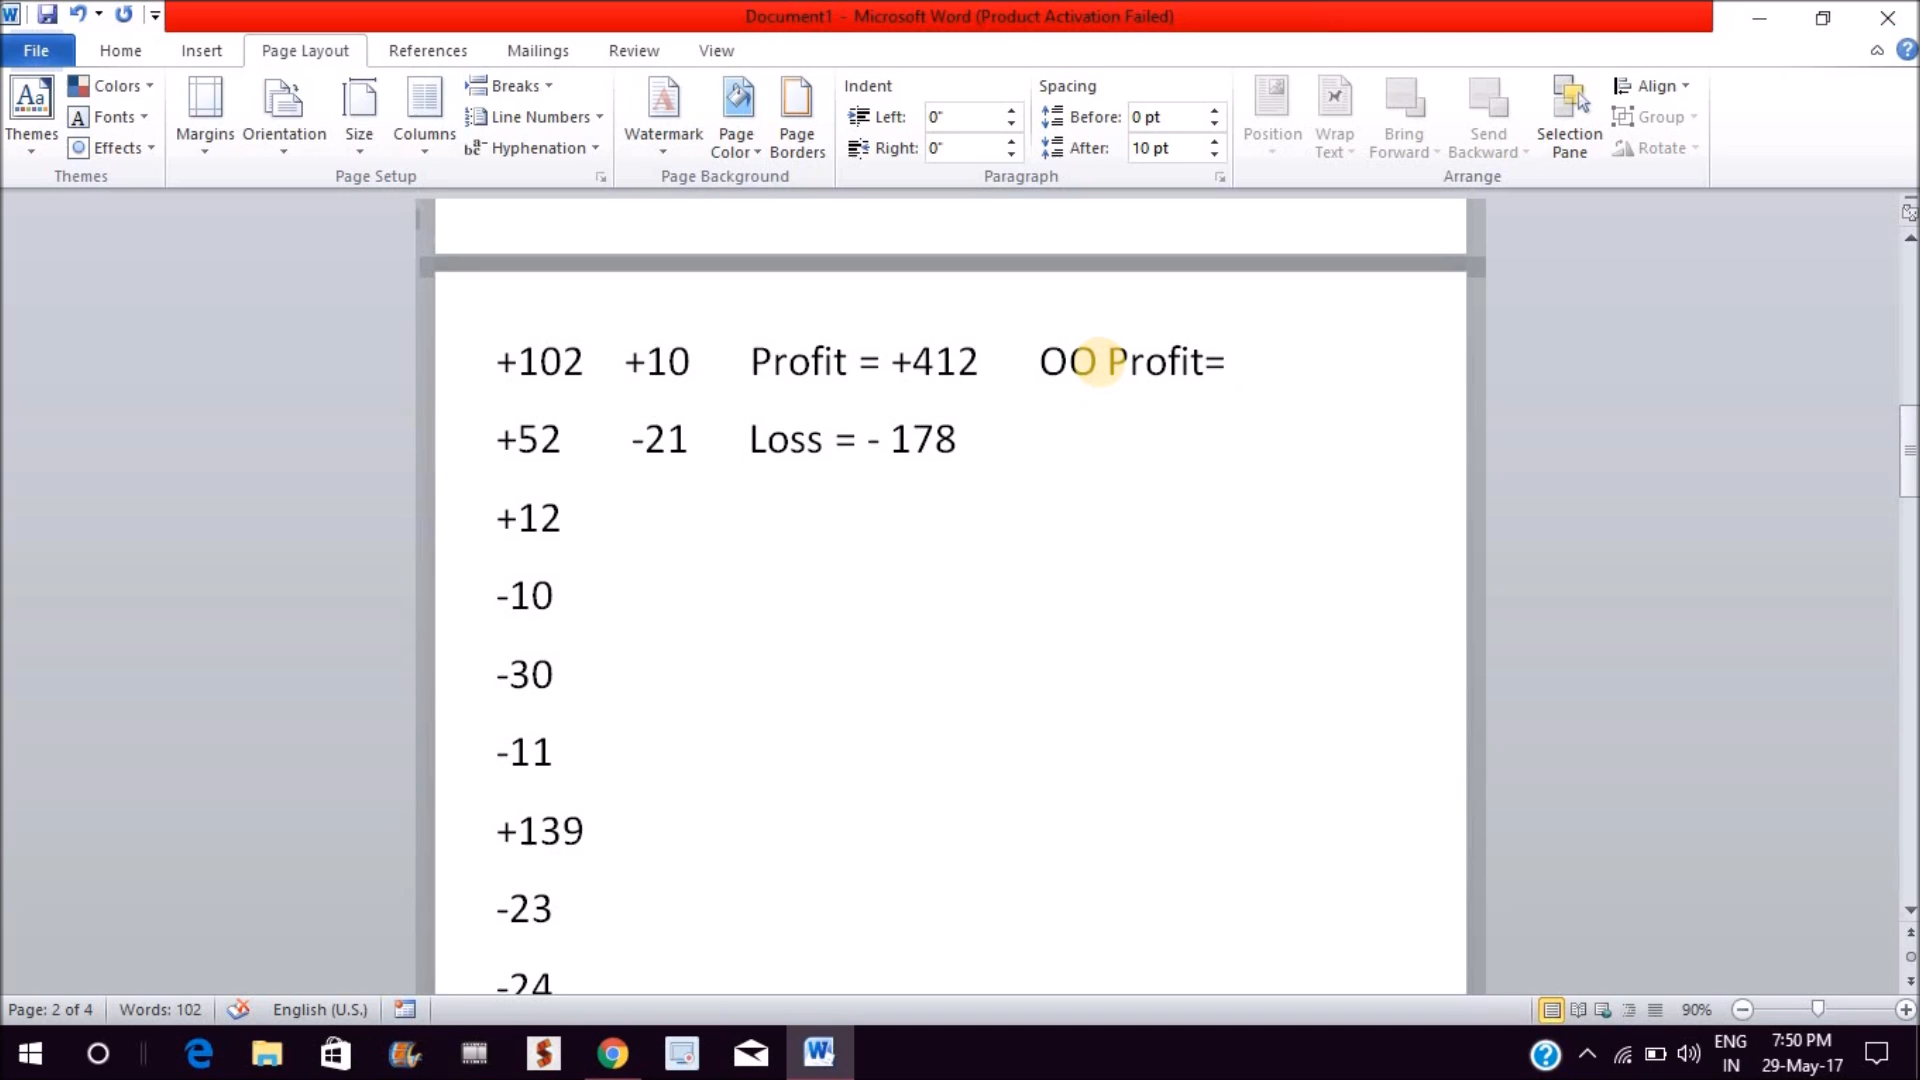 Document1 - Microsoft Word (Product Activation Failed)
File Home Insert Page Layout References Mailings Review View
Themes Colors Fonts Effects
Themes
Margins Orientation Size Columns Breaks Line Numbers Hyphenation
Page Setup
Watermark Page Color Page Borders
Page Background
Indent Spacing
Left: 0" Before: 0 pt
Right: 0" After: 10 pt
Paragraph
Position Wrap Text Bring Forward Send Backward Selection Pane Align Group Rotate
Arrange
+102 +10 Profit = +412 OO Profit=
+52 -21 Loss = - 178
+12
-10
-30
-11
+139
-23
-24
Page: 2 of 4 Words: 102 English (U.S.) 90%
ENG 7:50 PM
IN 29-May-17